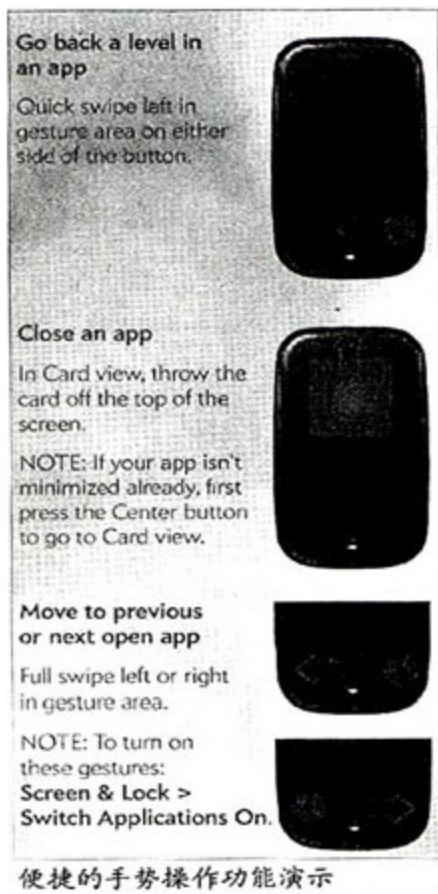 Go back a level in
an app
Quick swipe left in
gesture area on either
side of the button.
Close an app
In Card view, throw the
card off the top of the
screen.
NOTE: If your app isn't
minimized already, first
press the Center button
to go to Card view.
Move to previous
or next open app
Full swipe left or right
in gesture area.
NOTE: To turn on
these gestures:
Screen & Lock >
Switch Applications On.
便捷的手势操作功能演示